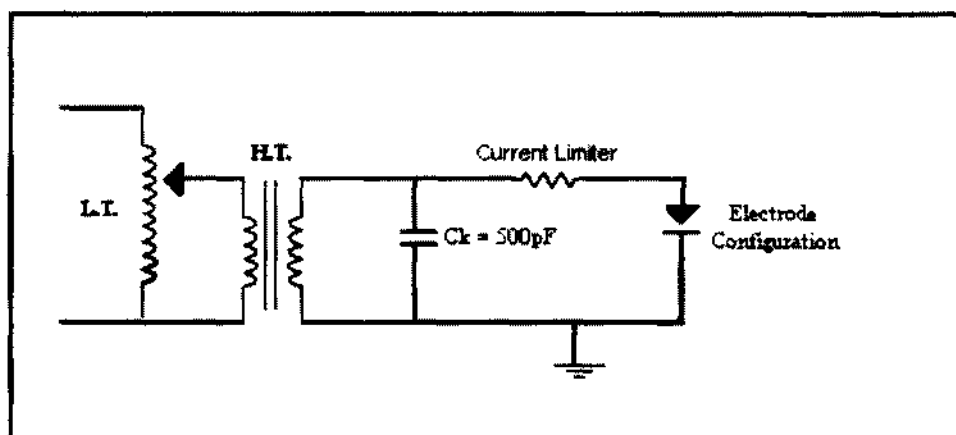 H.T.
Current Limiter
L.T.
Ck = 500pF
Electrode
Configuration